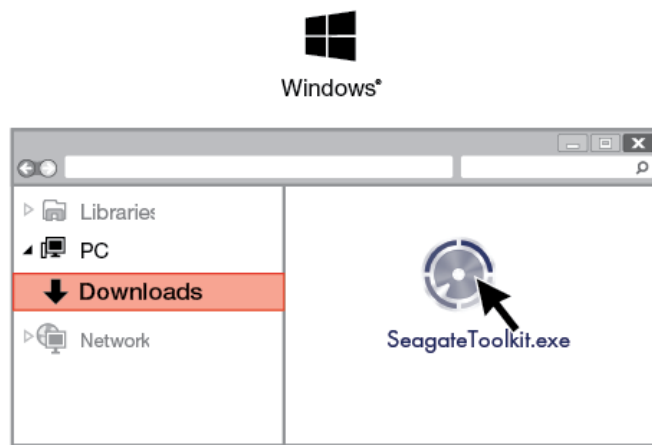 Windows®
Libraries
PC
Downloads
Network
SeagateToolkit.exe